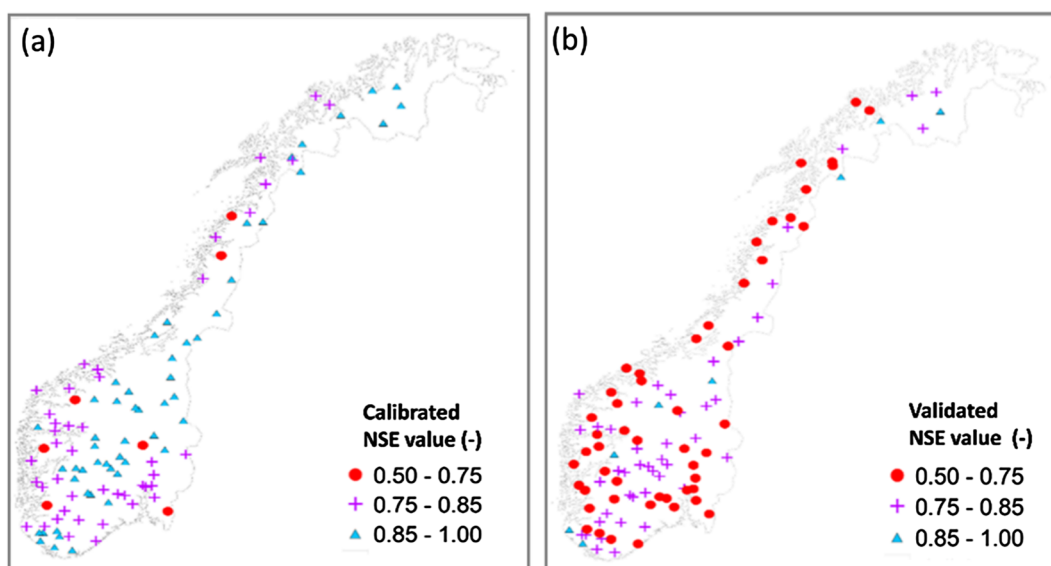 (a)
Calibrated
NSE value (-)
0.50 - 0.75
0.75 - 0.85
0.85 - 1.00
(b)
Validated
NSE value (-)
0.50 - 0.75
0.75 - 0.85
0.85 - 1.00